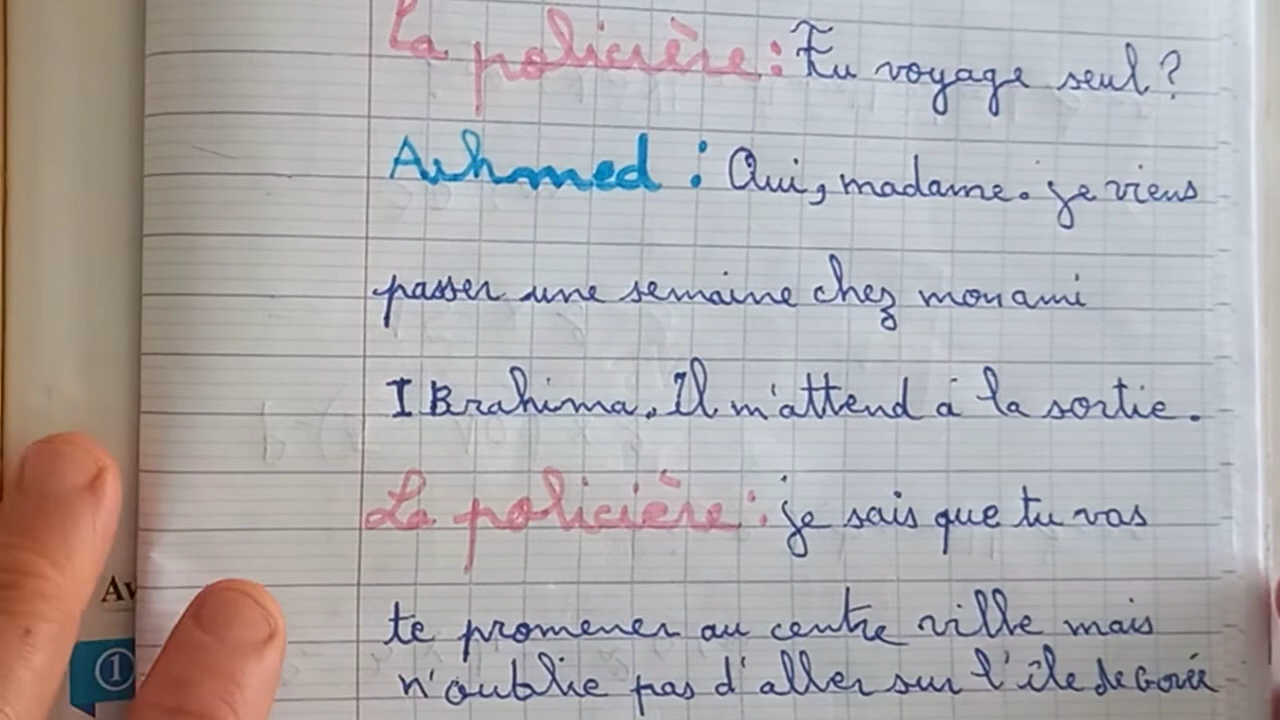 La policière : Tu voyage seul ?
Ahmed : Oui, madame. je viens
passer une semaine chez mon ami
IBrahima. Il m'attend à la sortie.
La policière : je sais que tu vas
te promener au centre ville mais
n'oublie pas d'aller sur l'île de Gorée
Av
①